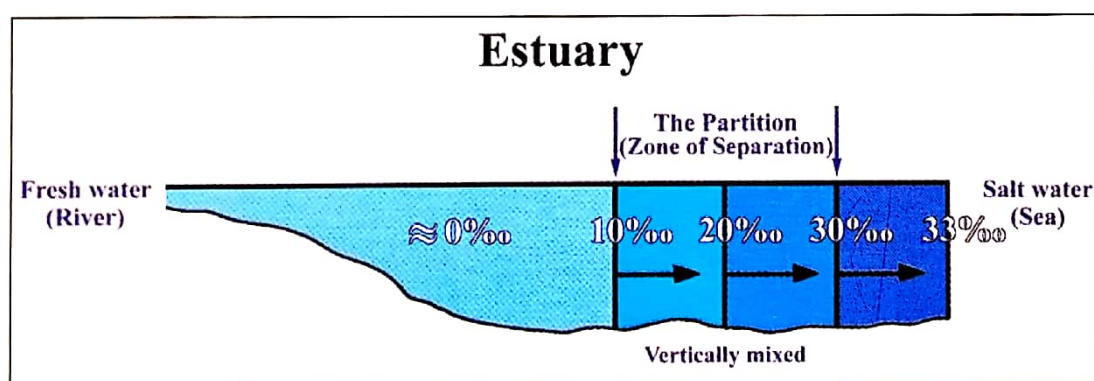 Estuary
The Partition
(Zone of Separation)
Fresh water
(River)
Salt water
(Sea)
≈ 0‰ 10‰ 20‰ 30‰ 33‰
Vertically mixed